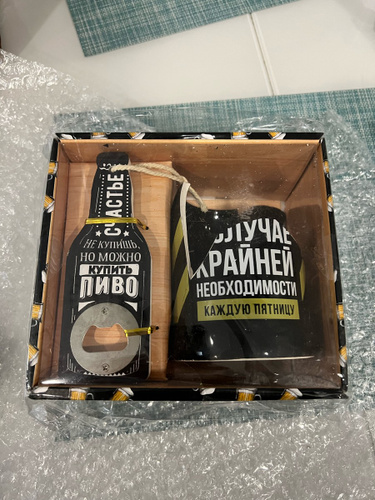 СЧАСТЬЕ
НЕ КУПИШЬ,
НО МОЖНО
КУПИТЬ
ПИВО
СЛУЧАЕ
КРАЙНЕЙ
НЕОБХОДИМОСТИ
КАЖДУЮ ПЯТНИЦУ